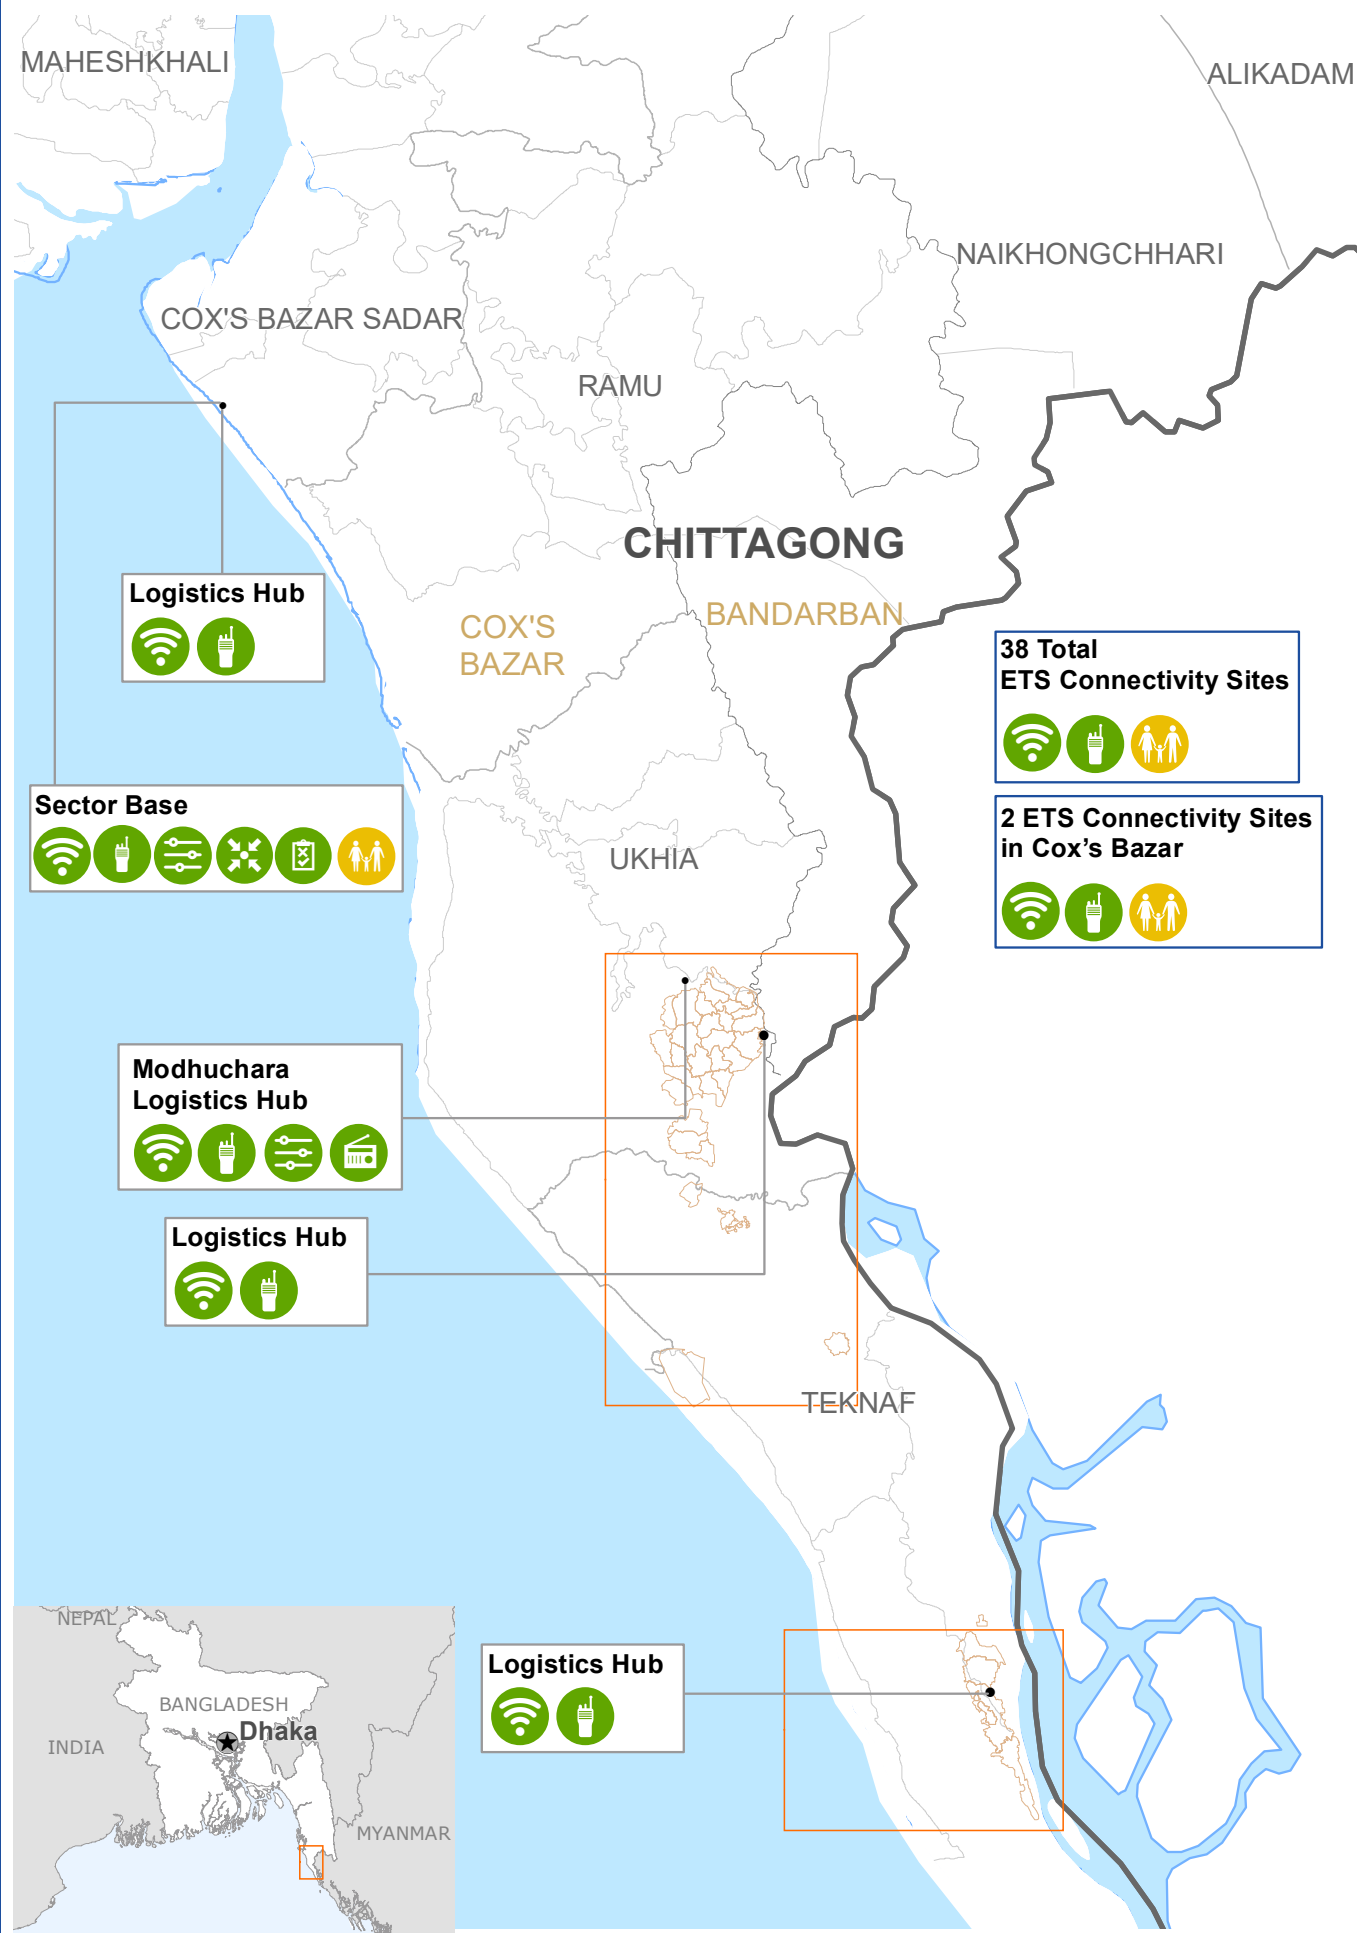 MAHESHKHALI
ALIKADAM
NAIKHONGCHHARI
COX'S BAZAR SADAR
RAMU
CHITTAGONG
Logistics Hub
COX'S
BAZAR
BANDARBAN
38 Total
ETS Connectivity Sites
Sector Base
2 ETS Connectivity Sites
in Cox’s Bazar
UKHIA
Modhuchara
Logistics Hub
Logistics Hub
TEKNAF
Logistics Hub
NEPAL
BANGLADESH
Dhaka
INDIA
MYANMAR